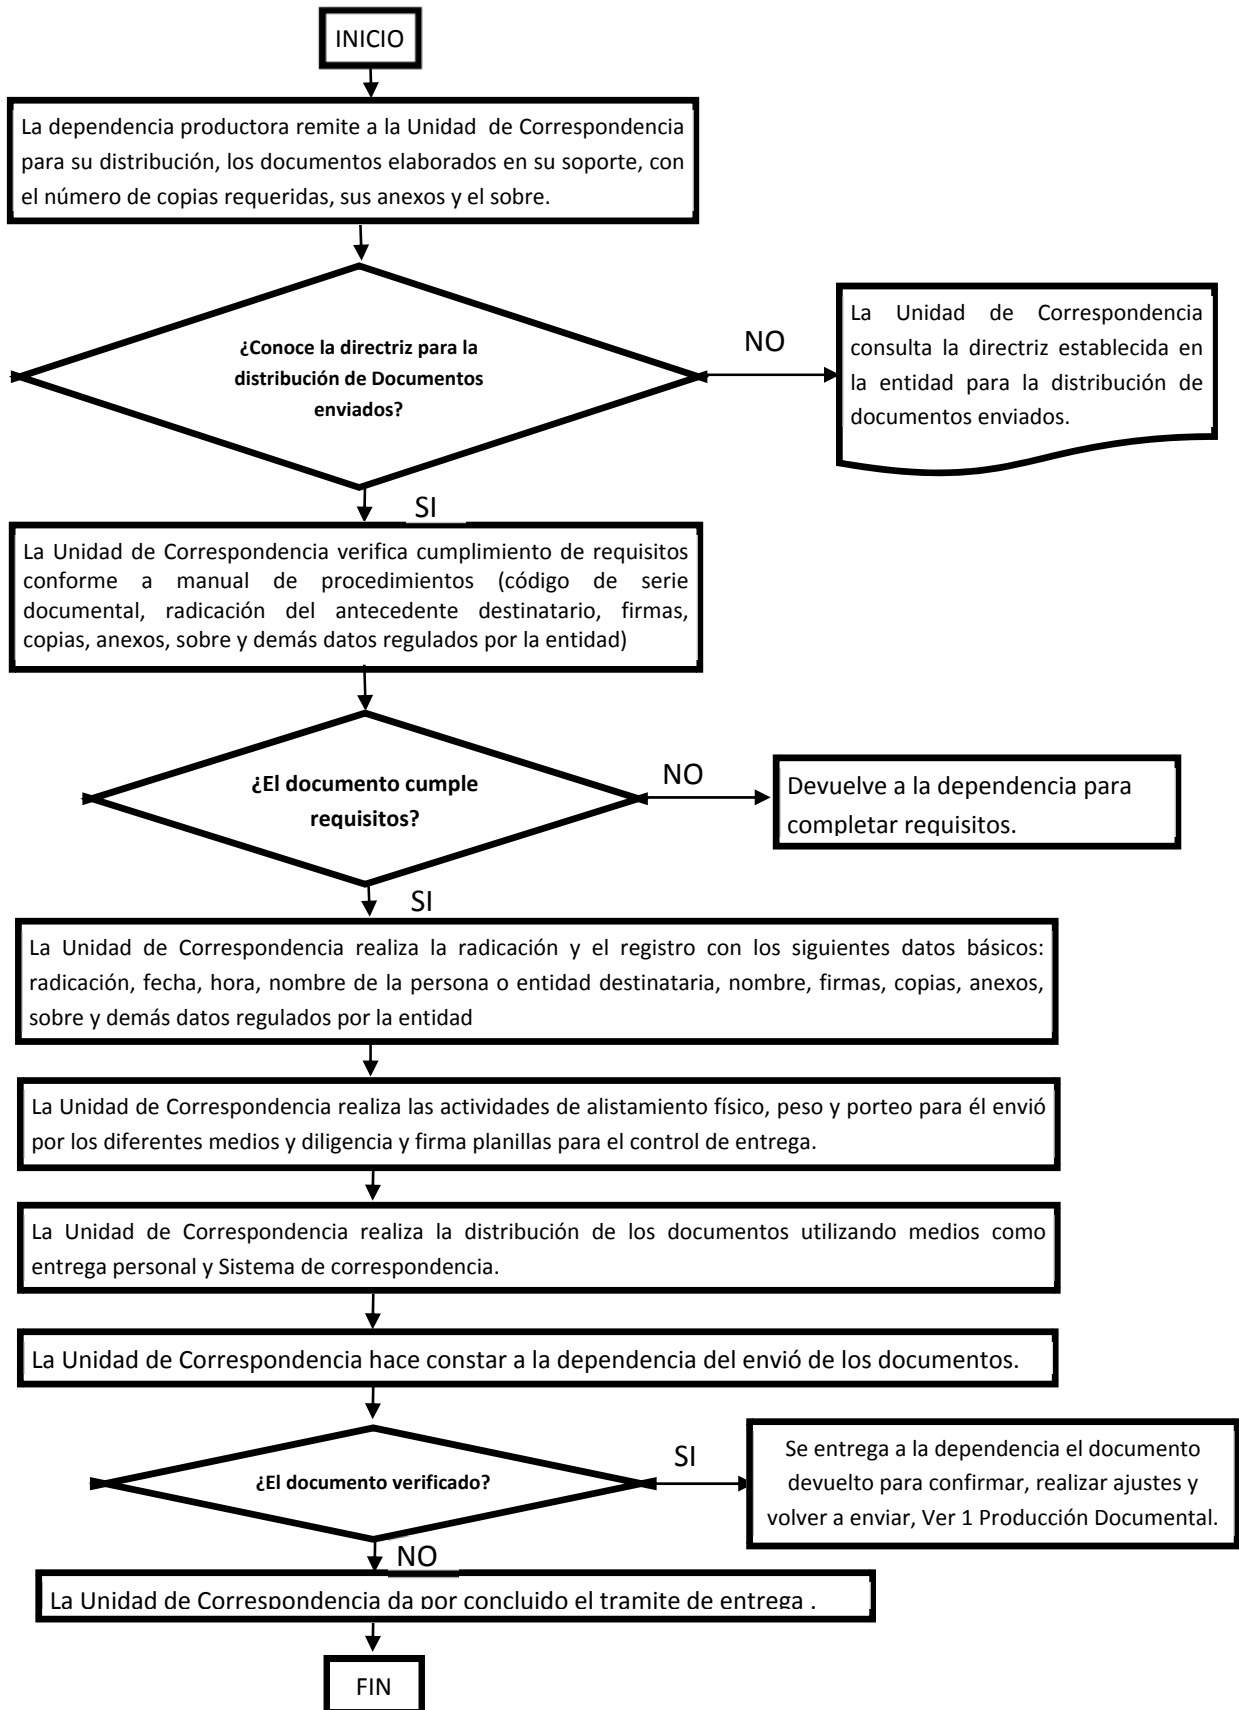 INICIO
La dependencia productora remite a la Unidad de Correspondencia
para su distribución, los documentos elaborados en su soporte, con
el número de copias requeridas, sus anexos y el sobre.
¿Conoce la directriz para la
distribución de Documentos
enviados?
NO
La Unidad de Correspondencia
consulta la directriz establecida en
la entidad para la distribución de
documentos enviados.
SI
La Unidad de Correspondencia verifica cumplimiento de requisitos
conforme a manual de procedimientos (código de serie
documental, radicación del antecedente destinatario, firmas,
copias, anexos, sobre y demás datos regulados por la entidad)
¿El documento cumple
requisitos?
NO
Devuelve a la dependencia para
completar requisitos.
SI
La Unidad de Correspondencia realiza la radicación y el registro con los siguientes datos básicos:
radicación, fecha, hora, nombre de la persona o entidad destinataria, nombre, firmas, copias, anexos,
sobre y demás datos regulados por la entidad
La Unidad de Correspondencia realiza las actividades de alistamiento físico, peso y porteo para él envió
por los diferentes medios y diligencia y firma planillas para el control de entrega.
La Unidad de Correspondencia realiza la distribución de los documentos utilizando medios como
entrega personal y Sistema de correspondencia.
La Unidad de Correspondencia hace constar a la dependencia del envió de los documentos.
¿El documento verificado?
SI
Se entrega a la dependencia el documento
devuelto para confirmar, realizar ajustes y
volver a enviar, Ver 1 Producción Documental.
NO
La Unidad de Correspondencia da por concluido el tramite de entrega .
FIN